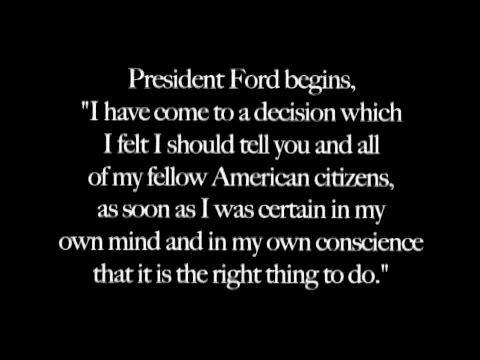 President Ford begins,
"I have come to a decision which
I felt I should tell you and all
of my fellow American citizens,
as soon as I was certain in my
own mind and in my own conscience
that it is the right thing to do."